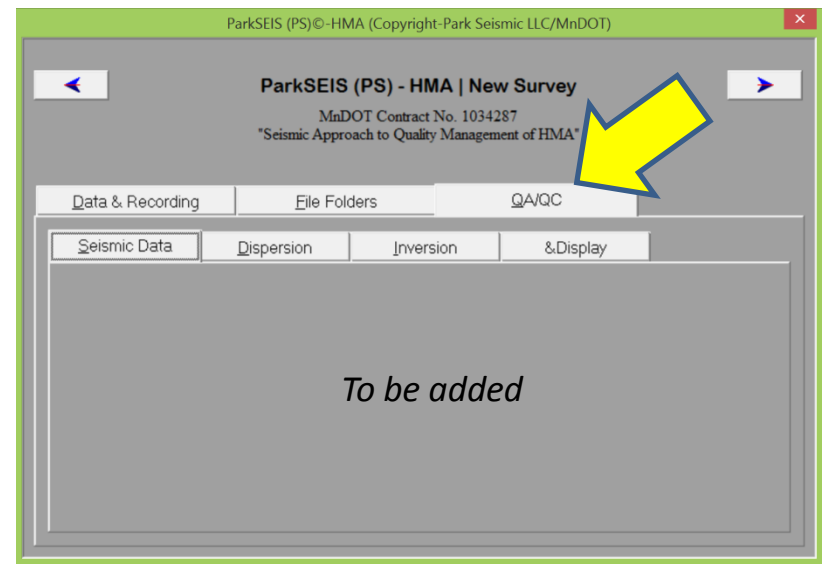 ParkSEIS (PS)©-HMA (Copyright-Park Seismic LLC/MnDOT)
ParkSEIS (PS) - HMA | New Survey
MnDOT Contract No. 1034287
"Seismic Approach to Quality Management of HMA"
Data & Recording File Folders QA/QC
Seismic Data Dispersion Inversion &Display
To be added